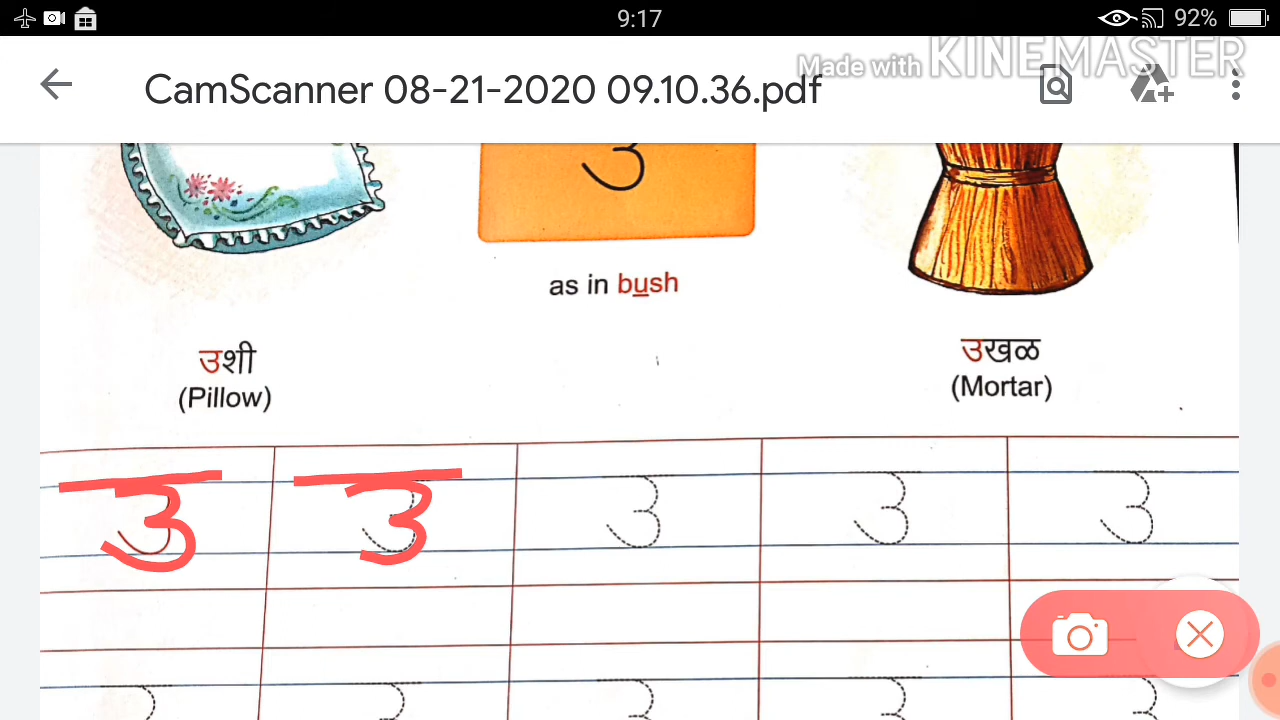 9:17
92%
Made with KINEMASTER
CamScanner 08-21-2020 09.10.36.pdf
उ
as in bush
उशी
(Pillow)
उखळ
(Mortar)
उ उ उ उ उ